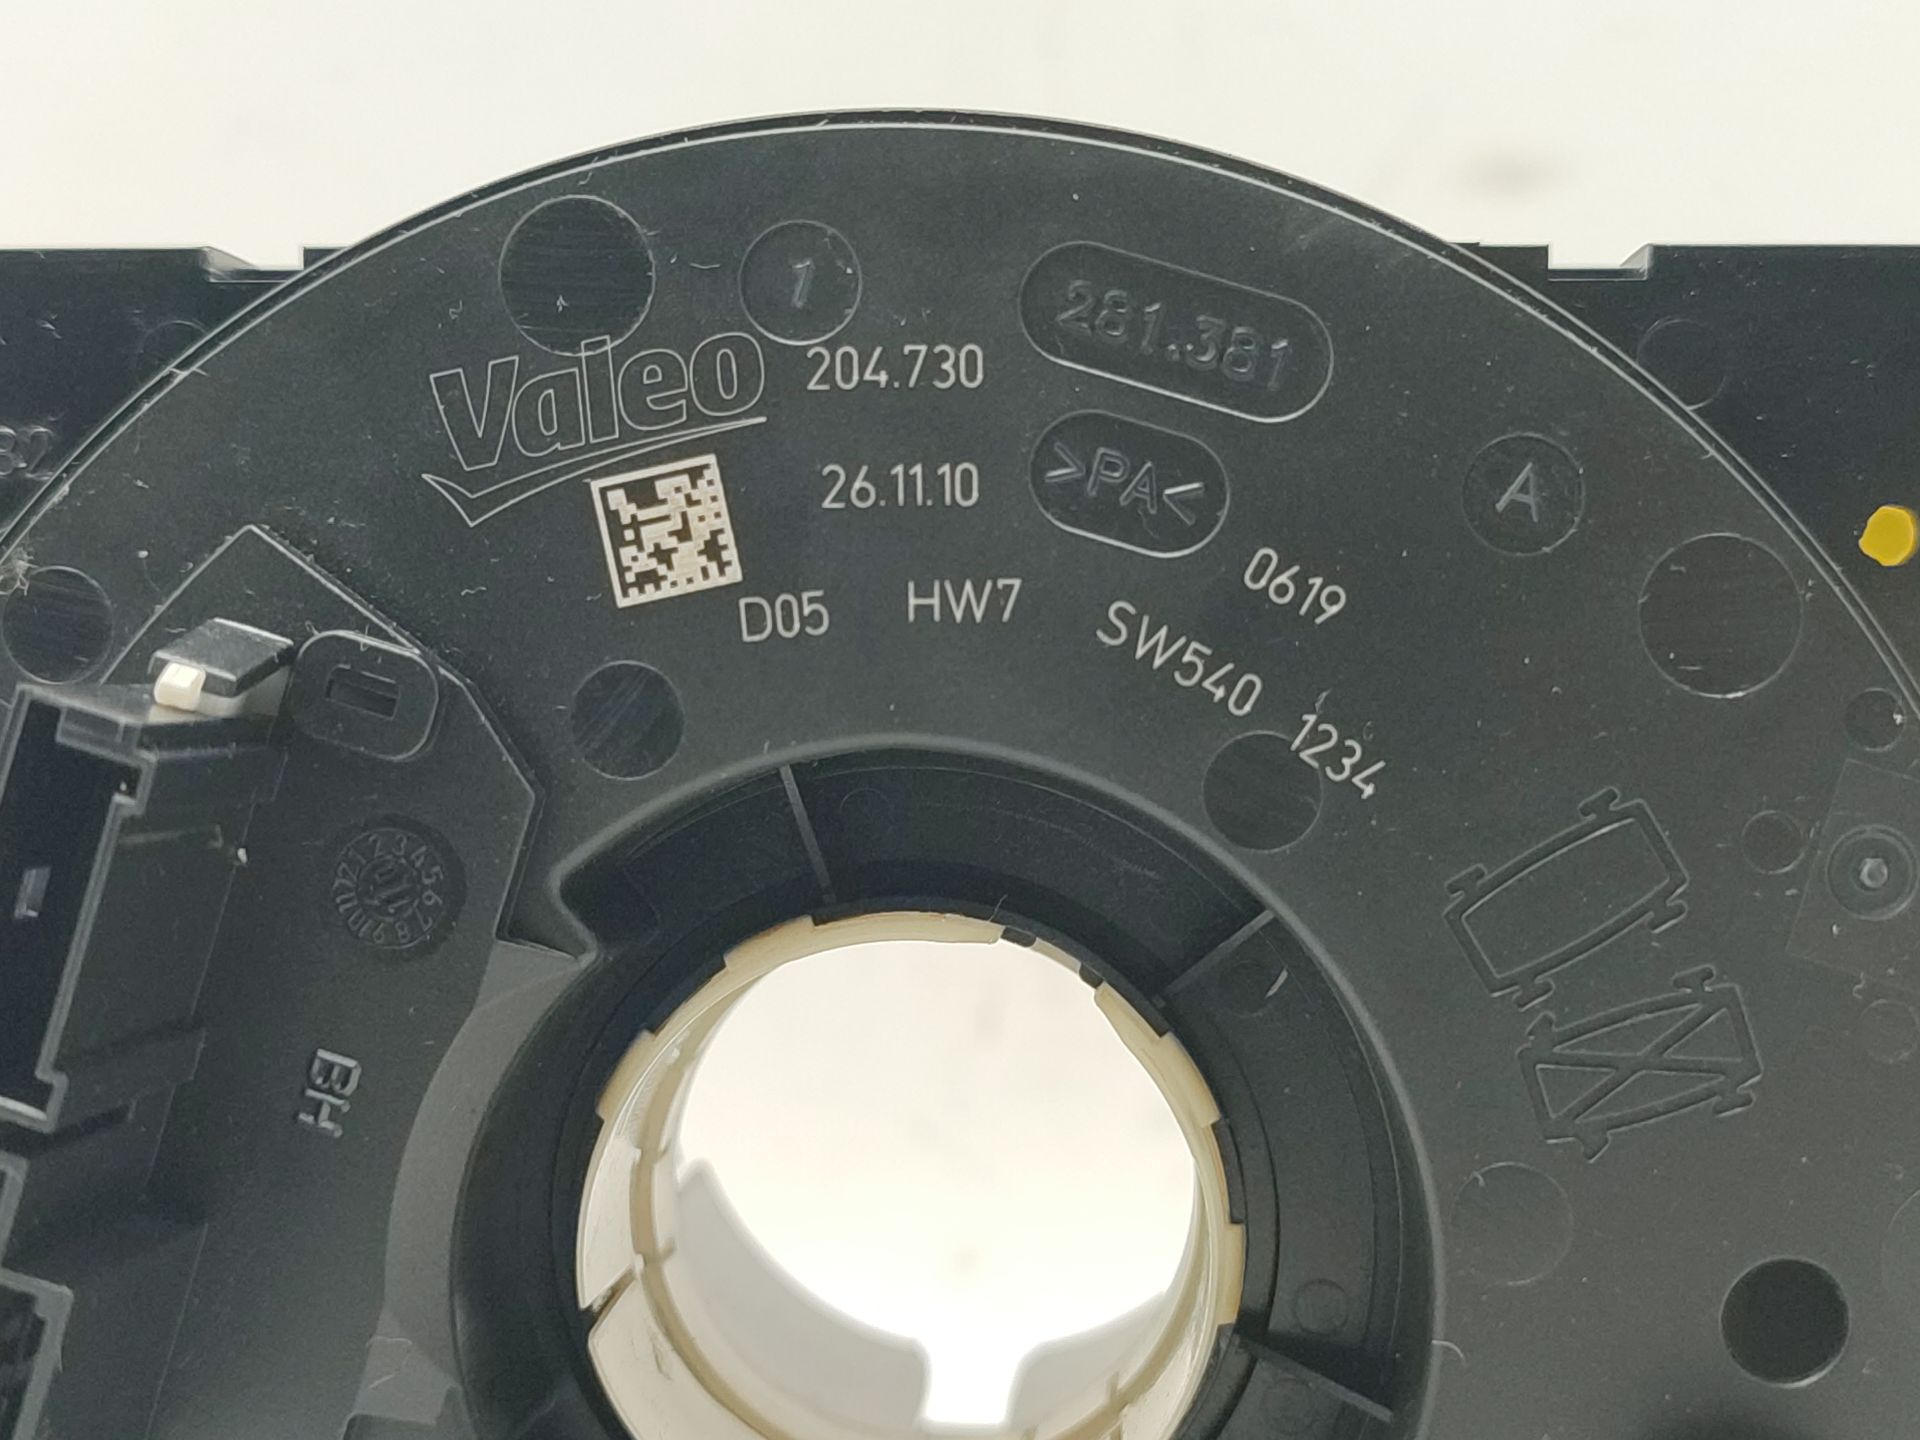 1
281.381
Valeo 204.730
26.11.10
>PA<
A
D05 HW7 SW540
0619
1234
BH